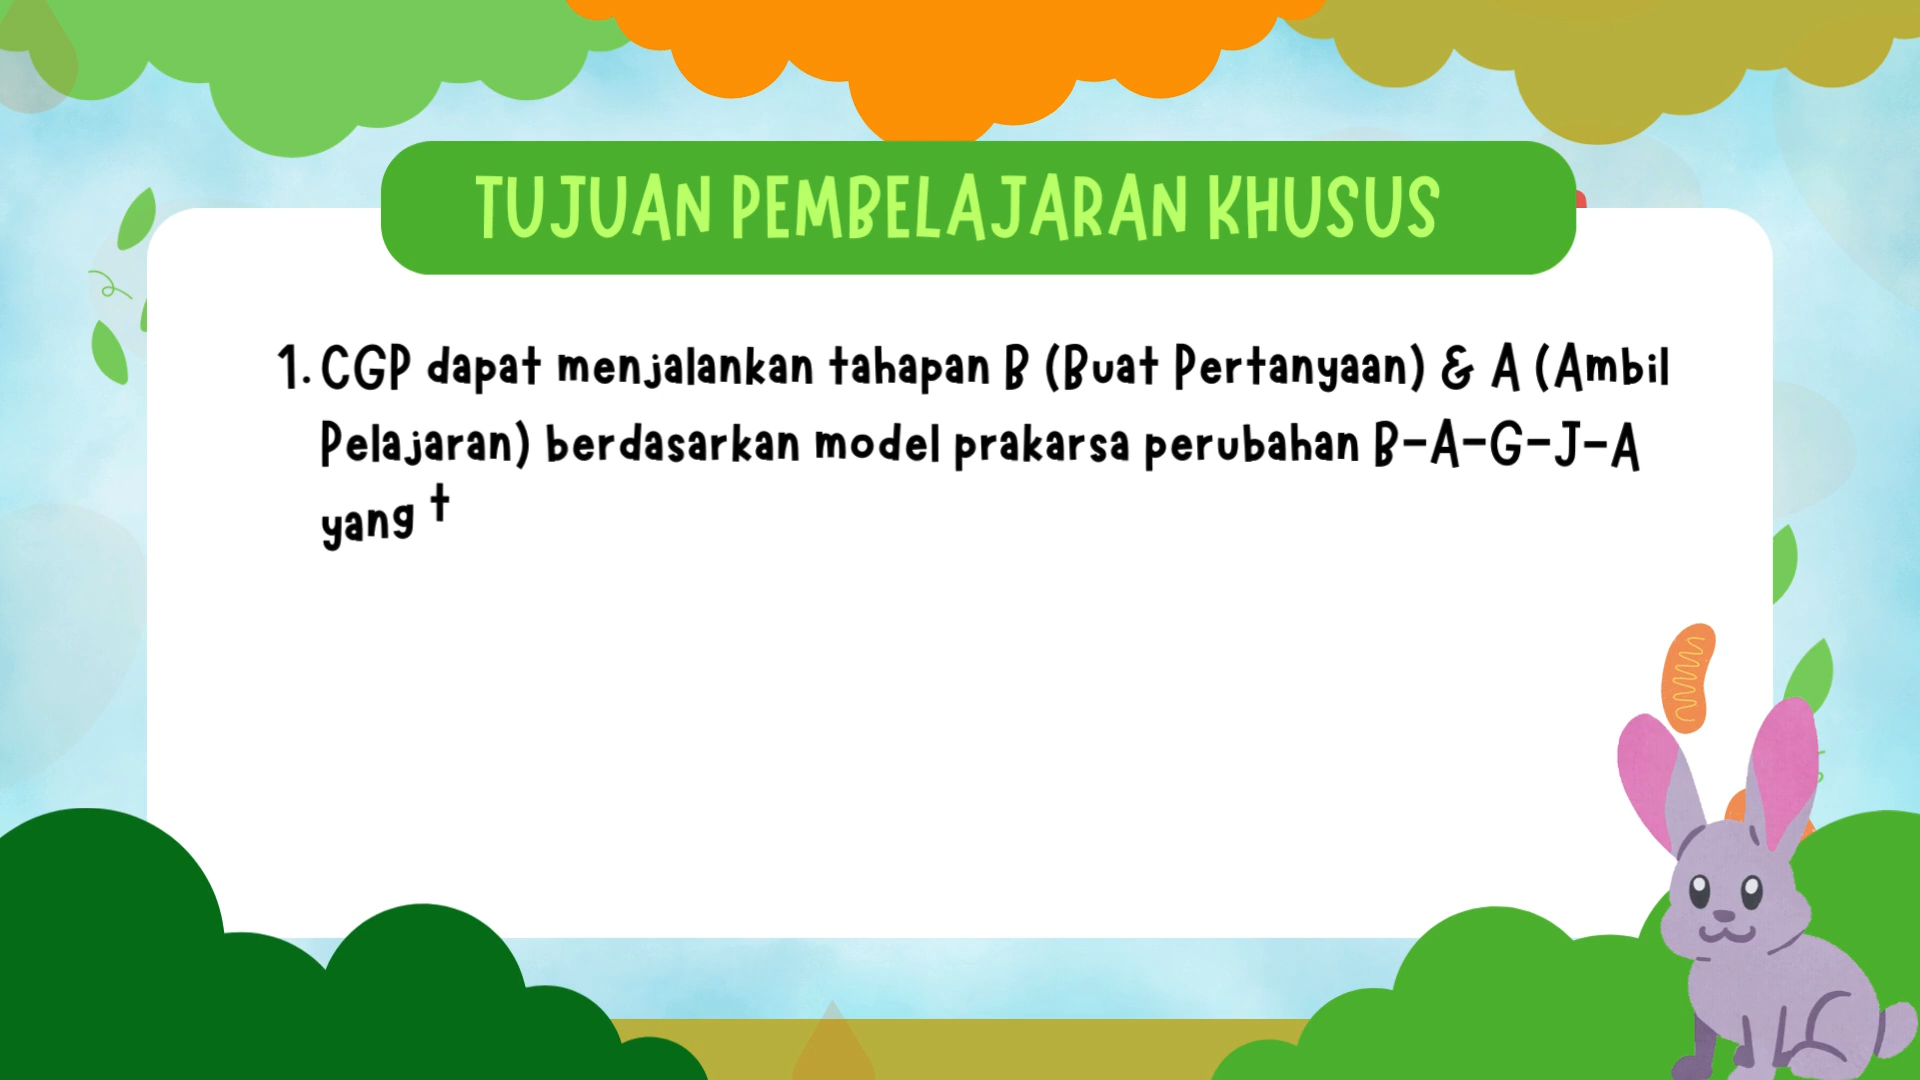 TUJUAN PEMBELAJARAN KHUSUS
1. CGP dapat menjalankan tahapan B (Buat Pertanyaan) & A (Ambil
Pelajaran) berdasarkan model prakarsa perubahan B-A-G-J-A
yang t